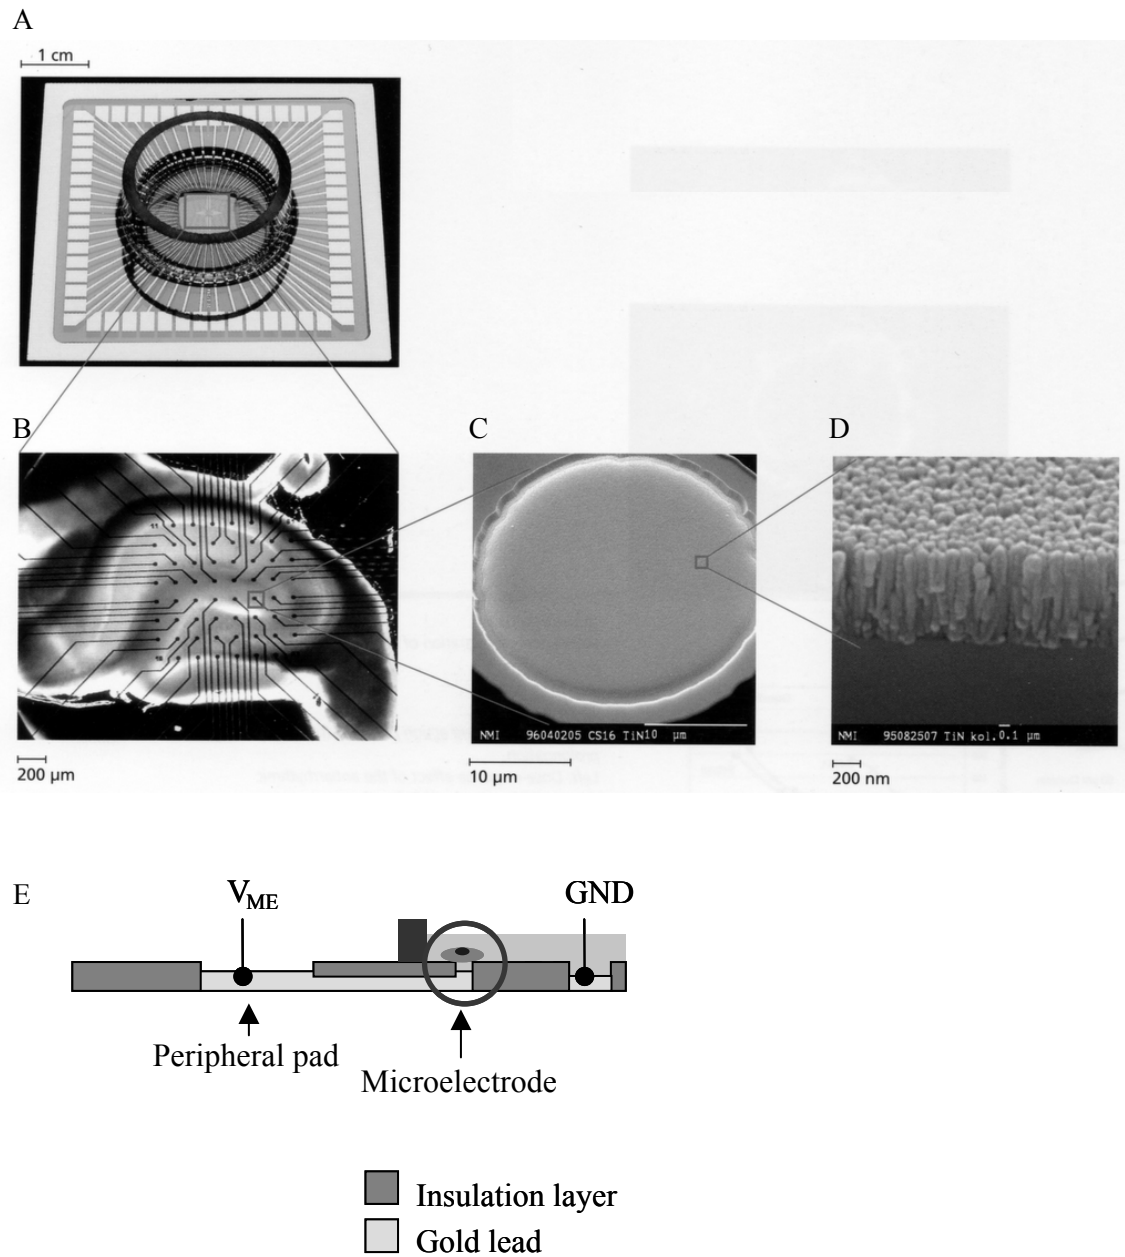 A
1 cm
B
C
D
NMI 96040205 CS16 TiN10 µm
NMI 95082507 TiN kol.0.1 µm
200 µm
10 µm
200 nm
E
VME
GND
Peripheral pad
Microelectrode
Insulation layer
Gold lead